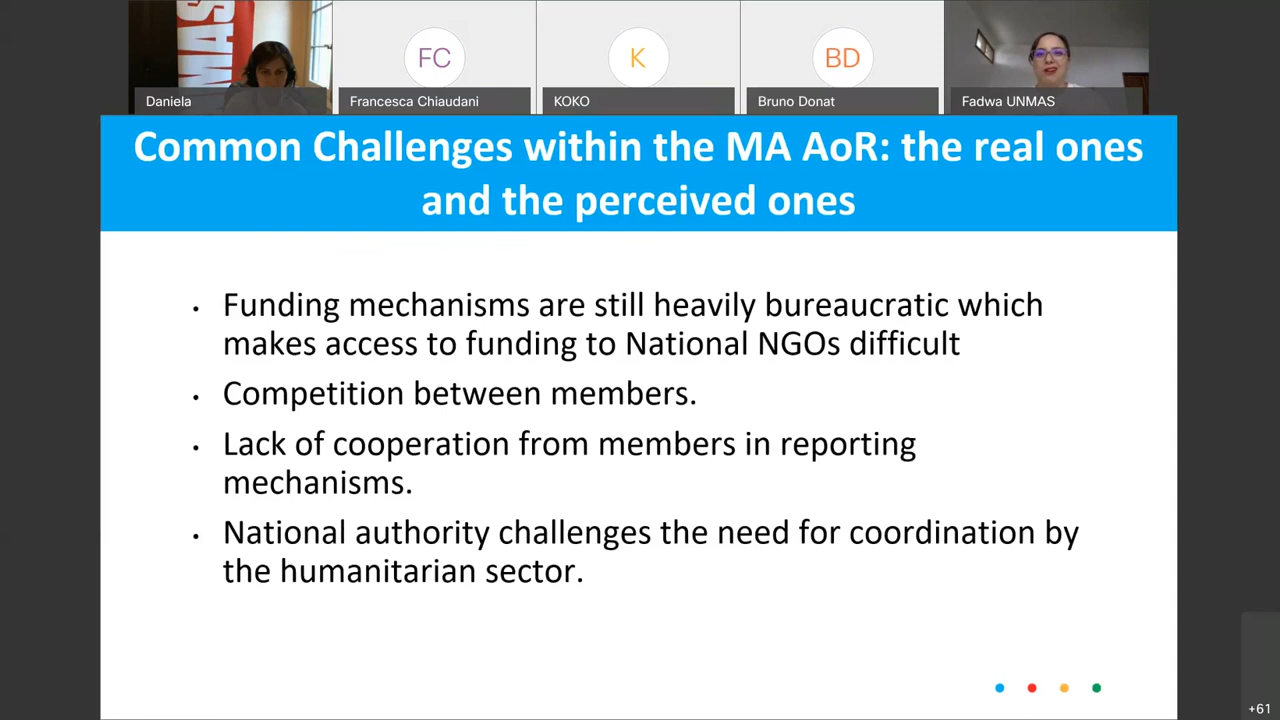 MAS
FC
K
BD
Daniela
Francesca Chiaudani
KOKO
Bruno Donat
Fadwa UNMAS
Common Challenges within the MA AoR: the real ones
and the perceived ones
• Funding mechanisms are still heavily bureaucratic which
makes access to funding to National NGOs difficult
• Competition between members.
• Lack of cooperation from members in reporting
mechanisms.
• National authority challenges the need for coordination by
the humanitarian sector.
+61